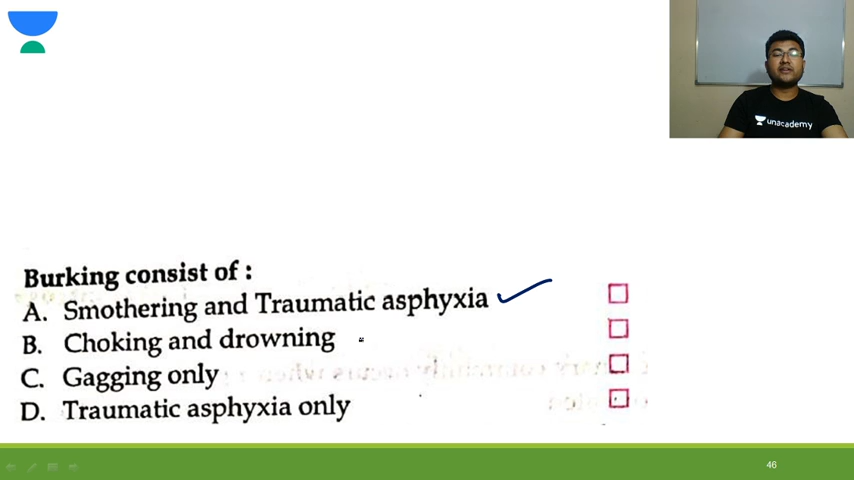 unacademy
Burking consist of :
A. Smothering and Traumatic asphyxia
B. Choking and drowning
C. Gagging only
D. Traumatic asphyxia only
46